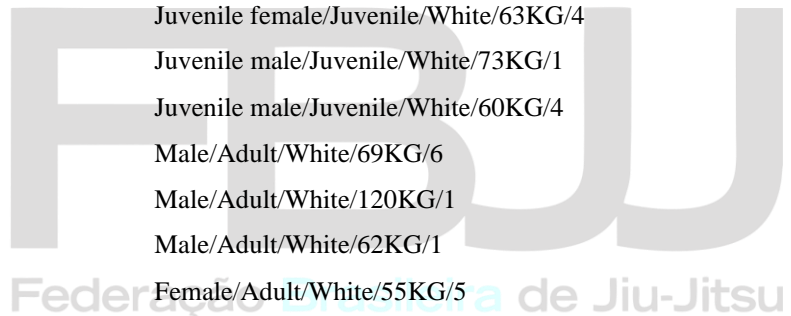 Juvenile female/Juvenile/White/63KG/4
Juvenile male/Juvenile/White/73KG/1
Juvenile male/Juvenile/White/60KG/4
Male/Adult/White/69KG/6
Male/Adult/White/120KG/1
Male/Adult/White/62KG/1
Female/Adult/White/55KG/5
FBJJ
Federação Brasileira de Jiu-Jitsu